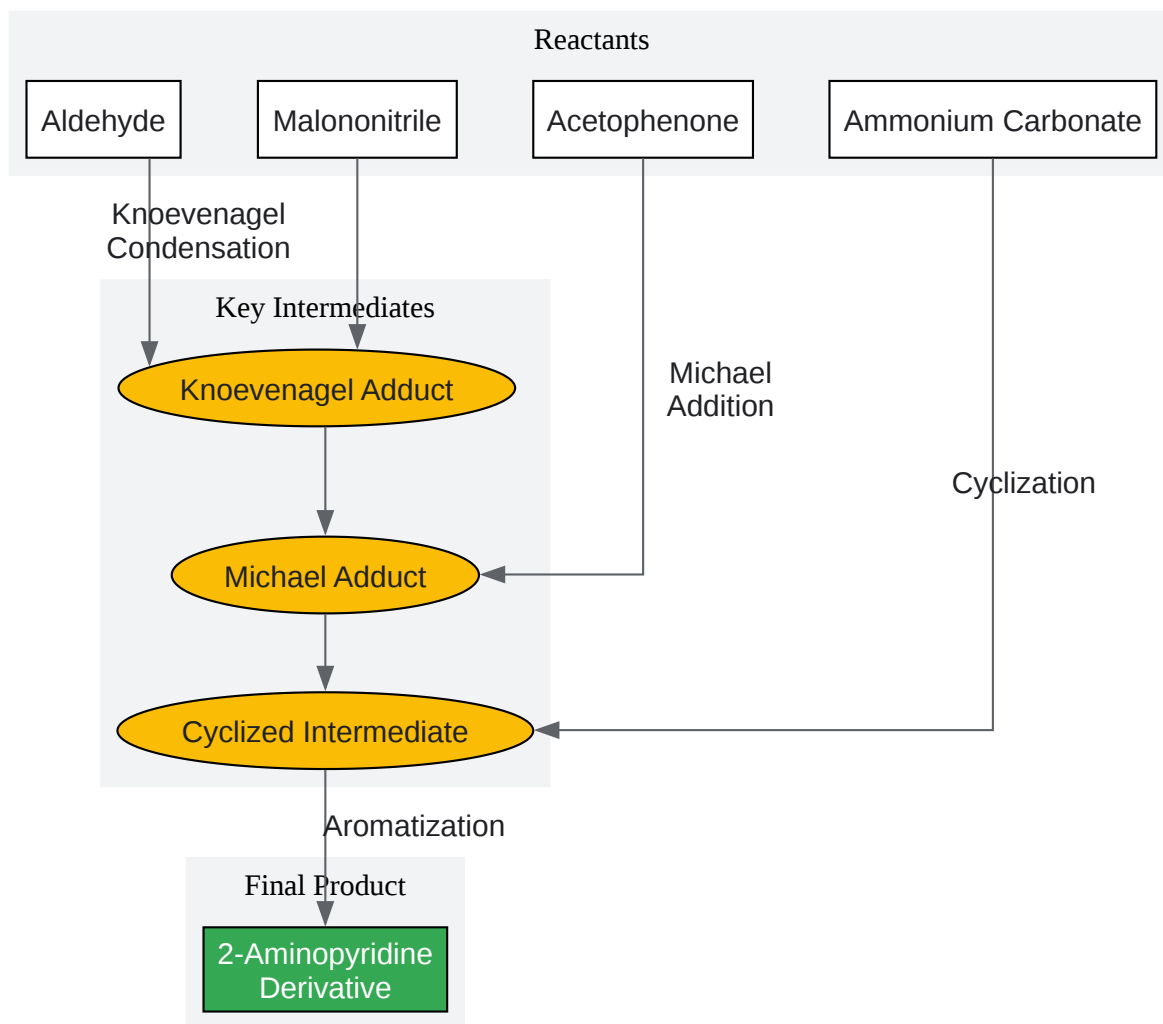 Reactants
Aldehyde
Malononitrile
Acetophenone
Ammonium Carbonate
Knoevenagel
Condensation
Key Intermediates
Knoevenagel Adduct
Michael
Addition
Cyclization
Michael Adduct
Cyclized Intermediate
Aromatization
Final Product
2-Aminopyridine
Derivative